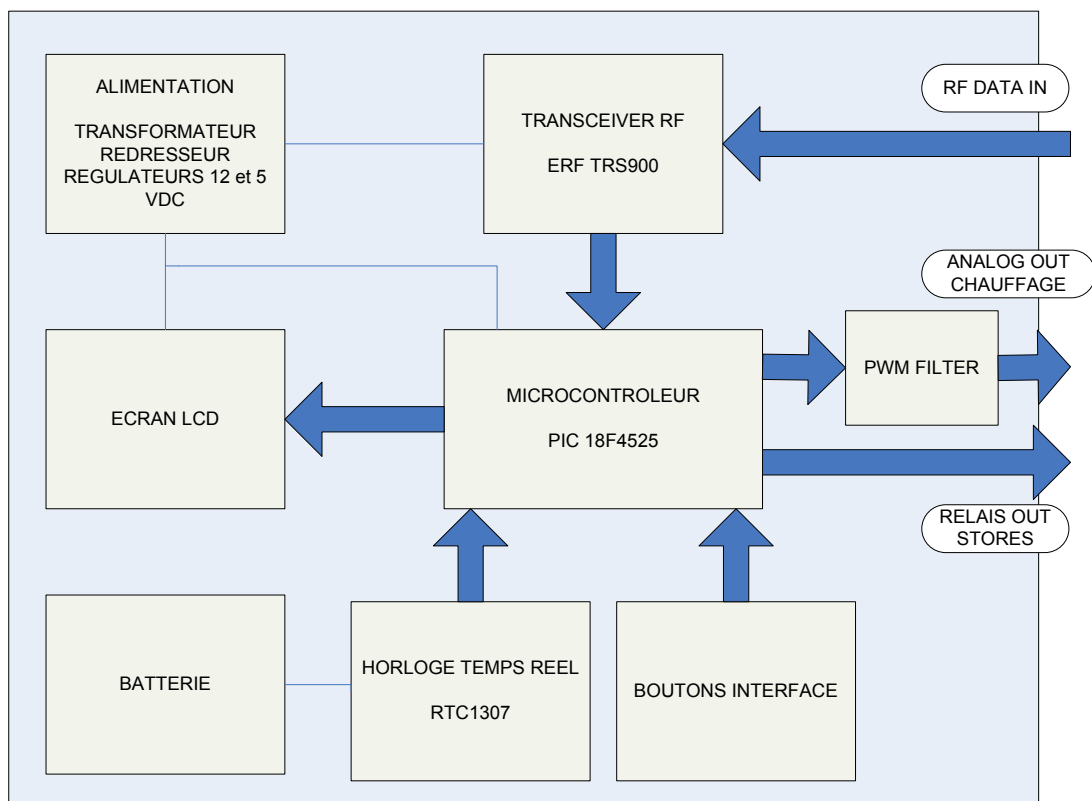 ALIMENTATION
TRANSFORMATEUR
REDRESSEUR
REGULATEURS 12 et 5
VDC
TRANSCEIVER RF
ERF TRS900
RF DATA IN
ANALOG OUT
CHAUFFAGE
ECRAN LCD
MICROCONTROLEUR
PIC 18F4525
PWM FILTER
RELAIS OUT
STORES
BATTERIE
HORLOGE TEMPS REEL
RTC1307
BOUTONS INTERFACE